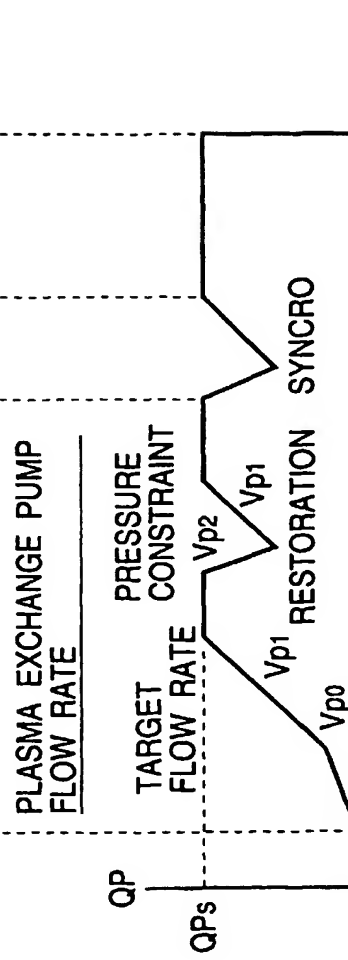 PLASMA EXCHANGE PUMP
FLOW RATE
QP
QPs
TARGET
FLOW RATE
PRESSURE
CONSTRAINT
Vp0
Vp1
Vp2
Vp1
RESTORATION
SYNCRO